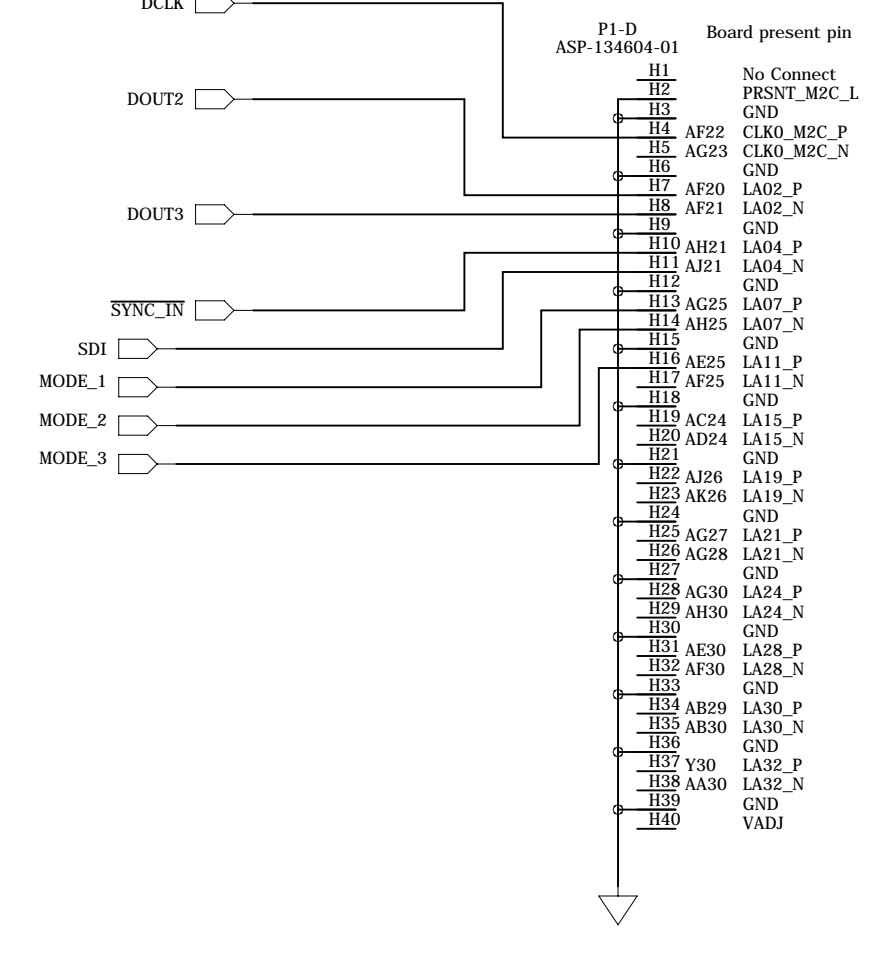 DCLK
P1-D
ASP-134604-01
Board present pin
H1 No Connect
H2 PRSNT_M2C_L
DOUT2
H3 GND
H4 AF22 CLK0_M2C_P
H5 AG23 CLK0_M2C_N
H6 GND
H7 AF20 LA02_P
DOUT3
H8 AF21 LA02_N
H9 GND
H10 AH21 LA04_P
H11 AJ21 LA04_N
H12 GND
SYNC_IN
H13 AG25 LA07_P
H14 AH25 LA07_N
SDI
H15 GND
H16 AE25 LA11_P
MODE_1
H17 AF25 LA11_N
H18 GND
MODE_2
H19 AC24 LA15_P
H20 AD24 LA15_N
MODE_3
H21 GND
H22 AJ26 LA19_P
H23 AK26 LA19_N
H24 GND
H25 AG27 LA21_P
H26 AG28 LA21_N
H27 GND
H28 AG30 LA24_P
H29 AH30 LA24_N
H30 GND
H31 AE30 LA28_P
H32 AF30 LA28_N
H33 GND
H34 AB29 LA30_P
H35 AB30 LA30_N
H36 GND
H37 Y30 LA32_P
H38 AA30 LA32_N
H39 GND
H40 VADJ